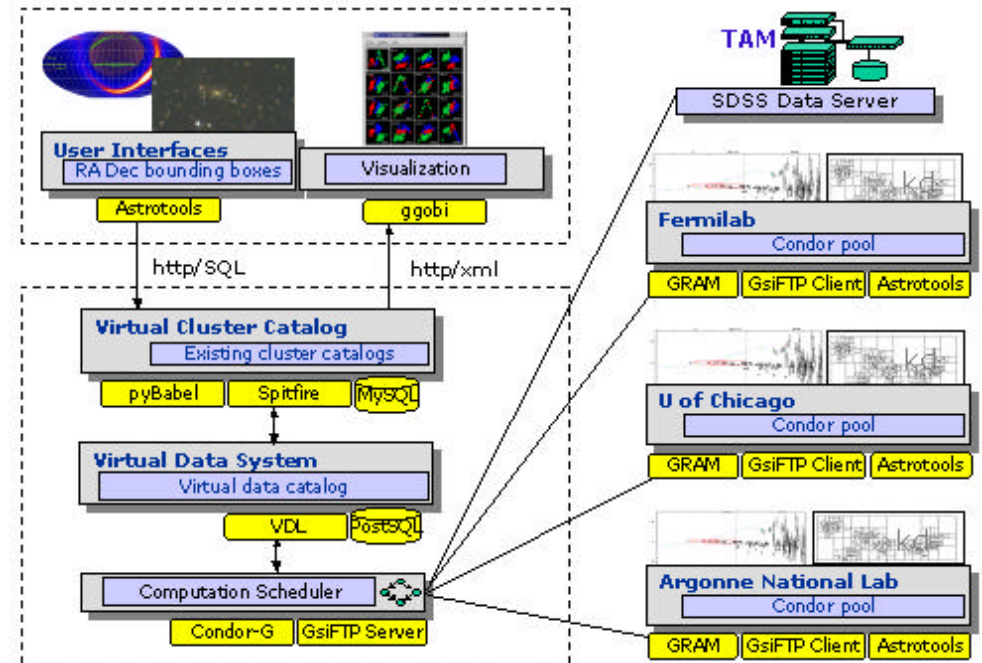 TAM
SDSS Data Server
User Interfaces
RA Dec bounding boxes
Astrotools
Visualization
ggobi
http/SQL
http/xml
Virtual Cluster Catalog
Existing cluster catalogs
pyBabel
Spitfire
MySQL
Virtual Data System
Virtual data catalog
VDL
PostSQL
Computation Scheduler
Condor-G
GsiFTP Server
kd
Fermilab
Condor pool
GRAM
GsiFTP Client
Astrotools
kd
U of Chicago
Condor pool
GRAM
GsiFTP Client
Astrotools
kd
Argonne National Lab
Condor pool
GRAM
GsiFTP Client
Astrotools